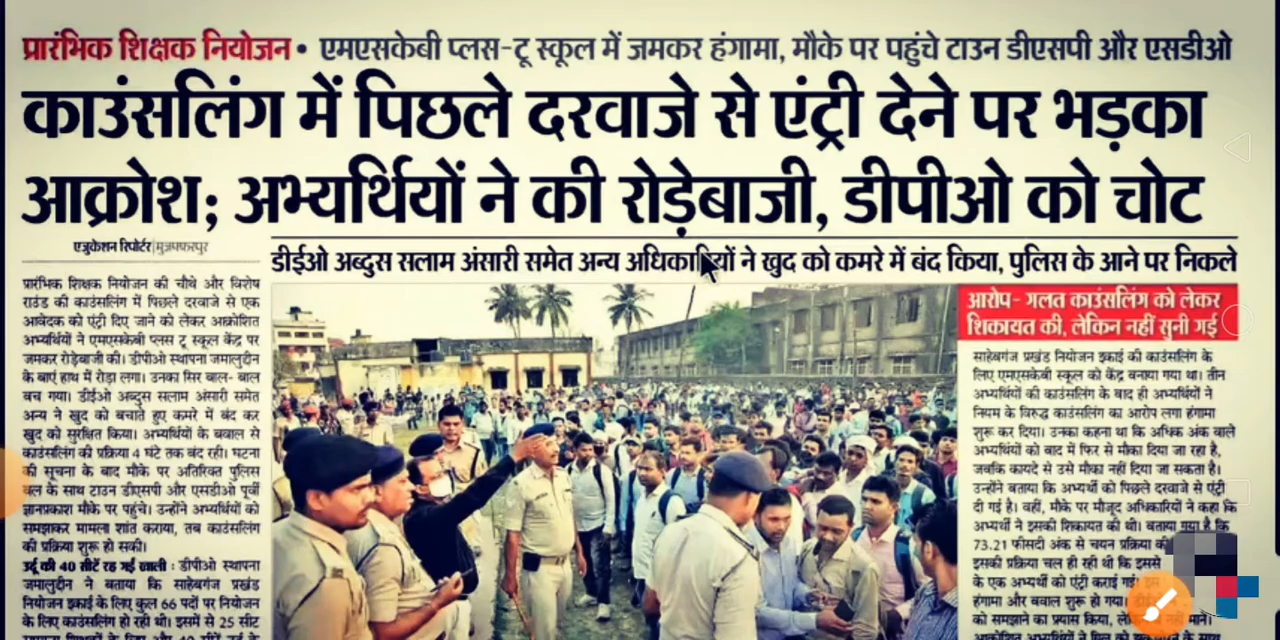 प्रारंभिक शिक्षक नियोजन • एमएसकेबी प्लस-टू स्कूल में जमकर हंगामा, मौके पर पहुंचे टाउन डीएसपी और एसडीओ
काउंसलिंग में पिछले दरवाजे से एंट्री देने पर भड़का
आक्रोश; अभ्यर्थियों ने की रोड़ेबाजी, डीपीओ को चोट
एजुकेशन रिपोर्टर|मुजफ्फरपुर
डीईओ अब्दुस सलाम अंसारी समेत अन्य अधिकारियों ने खुद को कमरे में बंद किया, पुलिस के आने पर निकले
प्रारंभिक शिक्षक नियोजन की चौथे और विशेष
राउंड की काउंसलिंग में पिछले दरवाजे से एक
आवेदक को एंट्री दिए जाने को लेकर आक्रोशित
अभ्यर्थियों ने एमएसकेबी प्लस टू स्कूल केंद्र पर
जमकर रोड़ेबाजी की। डीपीओ स्थापना जमालुद्दीन
के बाएं हाथ में रोड़ा लगा। उनका सिर बाल- बाल
बच गया। डीईओ अब्दुस सलाम अंसारी समेत
अन्य ने खुद को बचाते हुए कमरे में बंद कर
खुद को सुरक्षित किया। अभ्यर्थियों के बवाल से
काउंसलिंग की प्रक्रिया 4 घंटे तक बंद रही। घटना
की सूचना के बाद मौके पर अतिरिक्त पुलिस
बल के साथ टाउन डीएसपी और एसडीओ पूर्वी
ज्ञानप्रकाश मौके पर पहुंचे। उन्होंने अभ्यर्थियों को
समझाकर मामला शांत कराया, तब काउंसलिंग
की प्रक्रिया शुरू हो सकी।
उर्दू की 40 सीटें रह गई खाली : डीपीओ स्थापना
जमालुद्दीन ने बताया कि साहेबगंज प्रखंड
नियोजन इकाई के लिए कुल 66 पदों पर नियोजन
के लिए काउंसलिंग हो रही थी। इसमें से 25 सीट
आरोप- गलत काउंसलिंग को लेकर
शिकायत की, लेकिन नहीं सुनी गई
साहेबगंज प्रखंड नियोजन इकाई की काउंसलिंग के
लिए एमएसकेबी स्कूल को केंद्र बनाया गया था। तीन
अभ्यर्थियों की काउंसलिंग के बाद ही अभ्यर्थियों ने
नियम के विरुद्ध काउंसलिंग का आरोप लगा हंगामा
शुरू कर दिया। उनका कहना था कि अधिक अंक वाले
अभ्यर्थियों को बाद में फिर से मौका दिया जा रहा है,
जबकि कायदे से उसे मौका नहीं दिया जा सकता है।
उन्होंने बताया कि अभ्यर्थी को पिछले दरवाजे से एंट्री
दी गई है। वहीं, मौके पर मौजूद अधिकारियों ने कहा कि
अभ्यर्थी ने इसकी शिकायत की थी। बताया गया है कि
73.21 फीसदी अंक से चयन प्रक्रिया की
इसकी प्रक्रिया चल ही रही थी कि इससे
के एक अभ्यर्थी को एंट्री कराई गई।
हंगामा और बवाल शुरू हो गया।
को समझाने का प्रयास किया, माने।